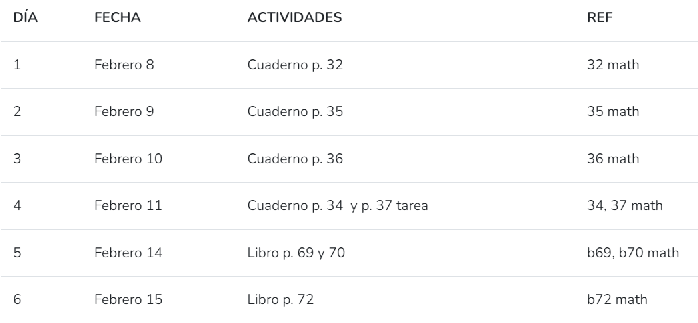 DÍA FECHA ACTIVIDADES REF
1 Febrero 8 Cuaderno p. 32 32 math
2 Febrero 9 Cuaderno p. 35 35 math
3 Febrero 10 Cuaderno p. 36 36 math
4 Febrero 11 Cuaderno p. 34 y p. 37 tarea 34, 37 math
5 Febrero 14 Libro p. 69 y 70 b69, b70 math
6 Febrero 15 Libro p. 72 b72 math